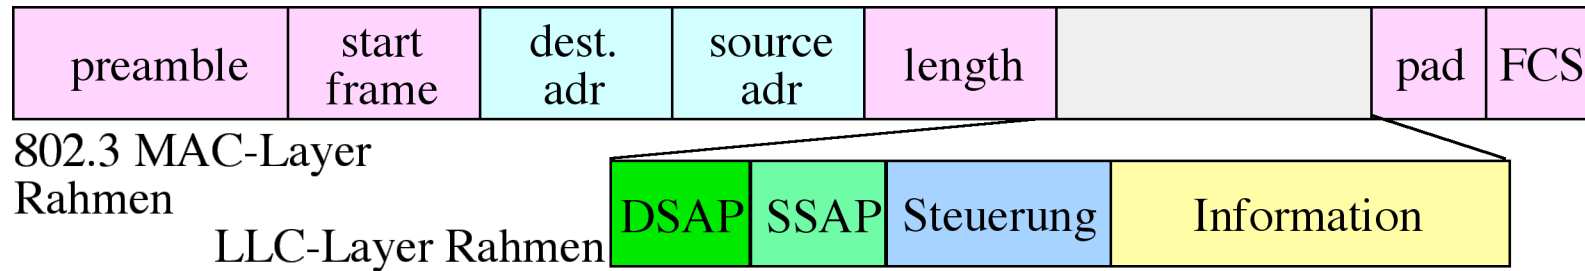 preamble
start
frame
dest.
adr
source
adr
length
pad
FCS
802.3 MAC-Layer
Rahmen
DSAP
SSAP
Steuerung
Information
LLC-Layer Rahmen